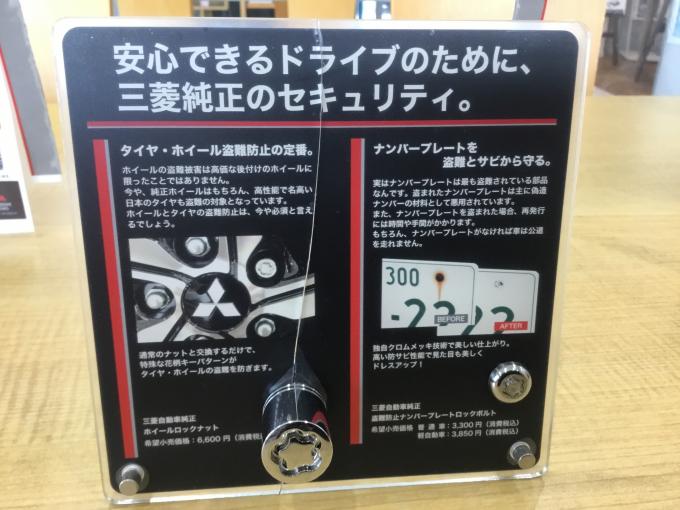 安心できるドライブのために、
三菱純正のセキュリティ。
タイヤ・ホイール盗難防止の定番。
ホイールの盗難被害は高価な後付けのホイールに
限ったことではありません。
今や、純正ホイールはもちろん、高性能で名高い
日本のタイヤも盗難の対象となっています。
ホイールとタイヤの盗難防止は、今や必須と言え
るでしょう。
通常のナットと交換するだけで、
特殊な花柄キーパターンが
タイヤ・ホイールの盗難を防ぎます。
三菱自動車純正
ホイールロックナット
希望小売価格：6,600円（消費税込
ナンバープレートを
盗難とサビから守る。
実はナンバープレートは最も盗難されている部品
なんです。盗まれたナンバープレートは主に偽造
ナンバーの材料として悪用されています。
また、ナンバープレートを盗まれた場合、再発行
には時間や手間がかかります。
もちろん、ナンバープレートがなければ車は公道
を走れません。
300
BEFORE
AFTER
独自クロムメッキ技術で美しい仕上がり。
高い防サビ性能で見た目も美しく
ドレスアップ！
三菱自動車純正
盗難防止ナンバープレートロックボルト
希望小売価格 普通車：3,300円（消費税込）
軽自動車：3,850円（消費税込）